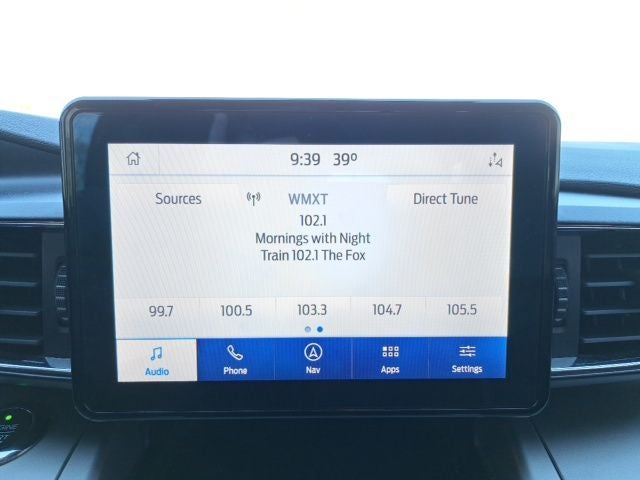 9:39 39°
Sources WMXT Direct Tune
102.1
Mornings with Night
Train 102.1 The Fox
99.7 100.5 103.3 104.7 105.5
Audio Phone Nav Apps Settings